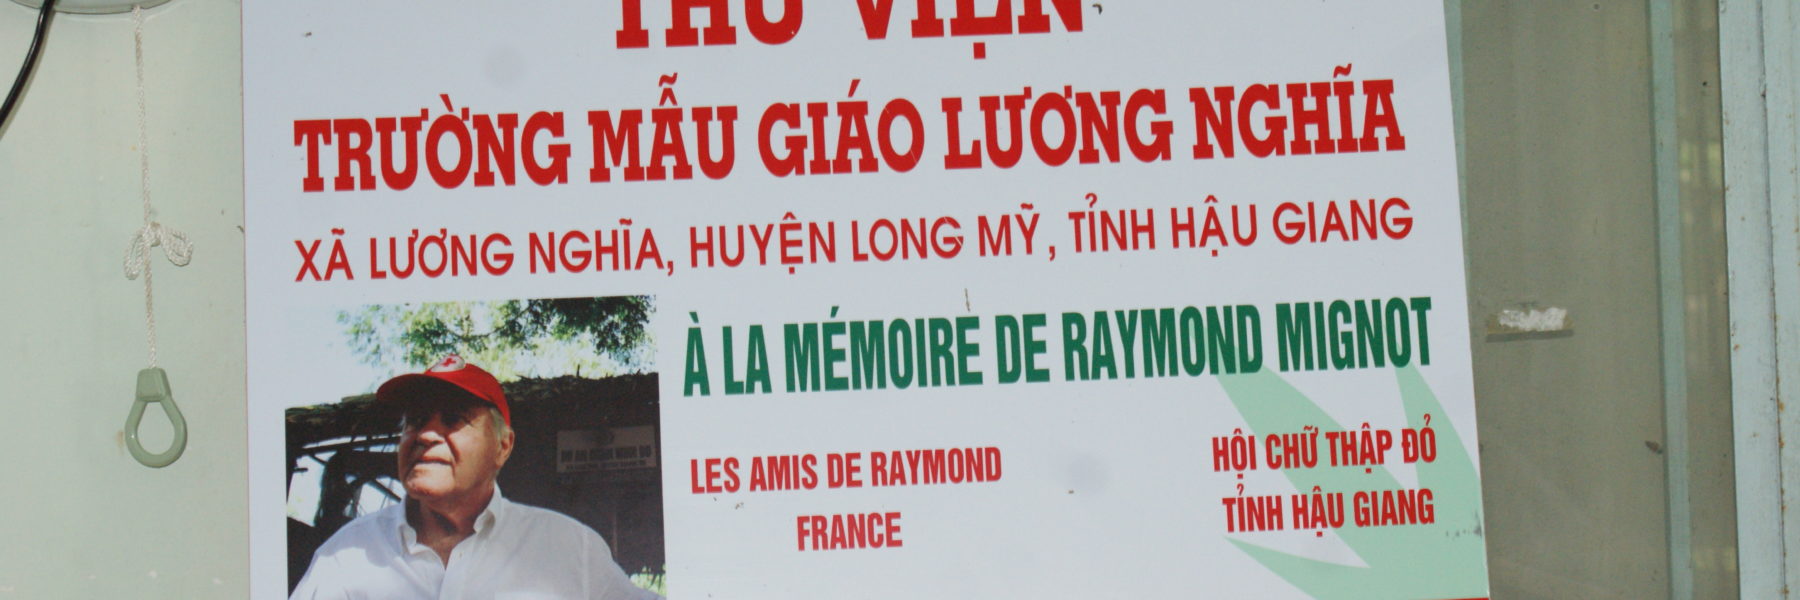 THƯ VIỆN
TRƯỜNG MẪU GIÁO LƯƠNG NGHĨA
XÃ LƯƠNG NGHĨA, HUYỆN LONG MỸ, TỈNH HẬU GIANG
À LA MÉMOIRE DE RAYMOND MIGNOT
LES AMIS DE RAYMOND
FRANCE
HỘI CHỮ THẬP ĐỎ
TỈNH HẬU GIANG